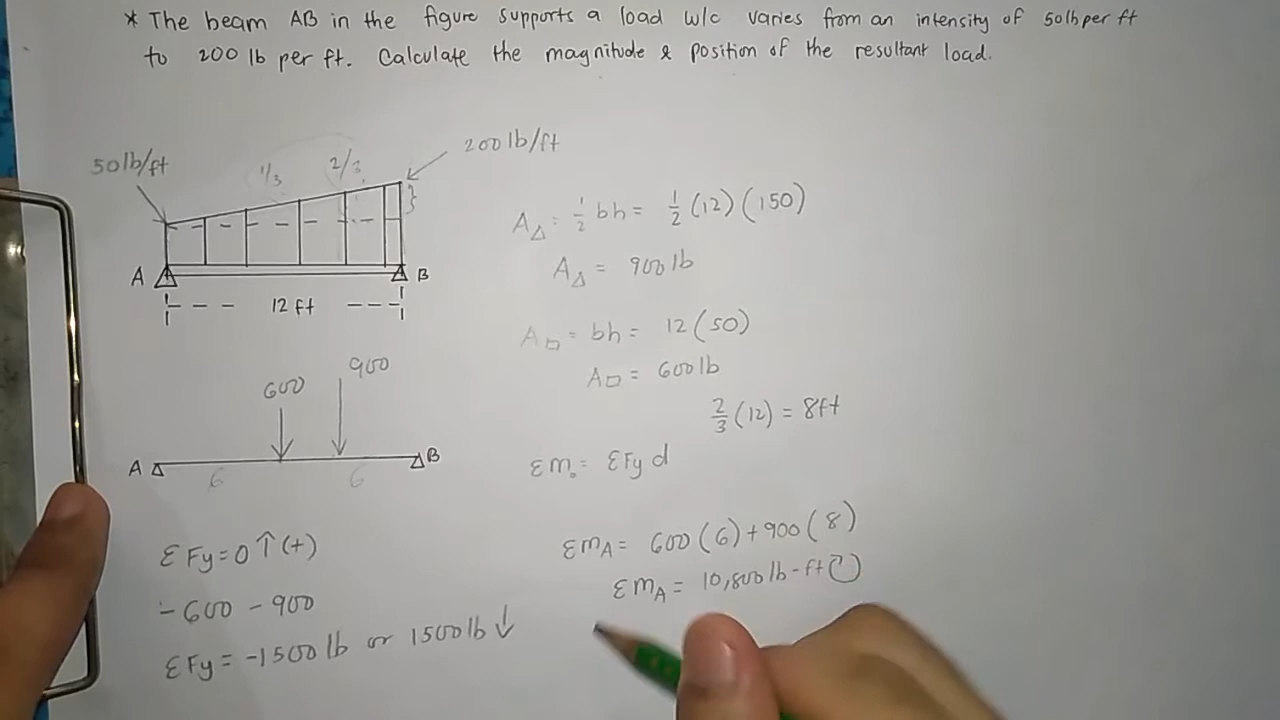 * The beam AB in the figure supports a load w/c varies from an intensity of 50lb per ft
to 200 lb per ft. Calculate the magnitude & position of the resultant load.
50 lb/ft
1/3
2/3
200 lb/ft
A
B
12 ft
A△ = 1/2 bh = 1/2 (12)(150)
A△ = 900 lb
A▭ = bh = 12(50)
A▭ = 600 lb
2/3 (12) = 8ft
600
900
A
B
6
6
ΣMo = ΣFy d
ΣFy = 0 ↑(+)
- 600 - 900
ΣFy = -1500 lb or 1500 lb ↓
ΣMA = 600(6) + 900(8)
ΣMA = 10,800 lb-ft ↻